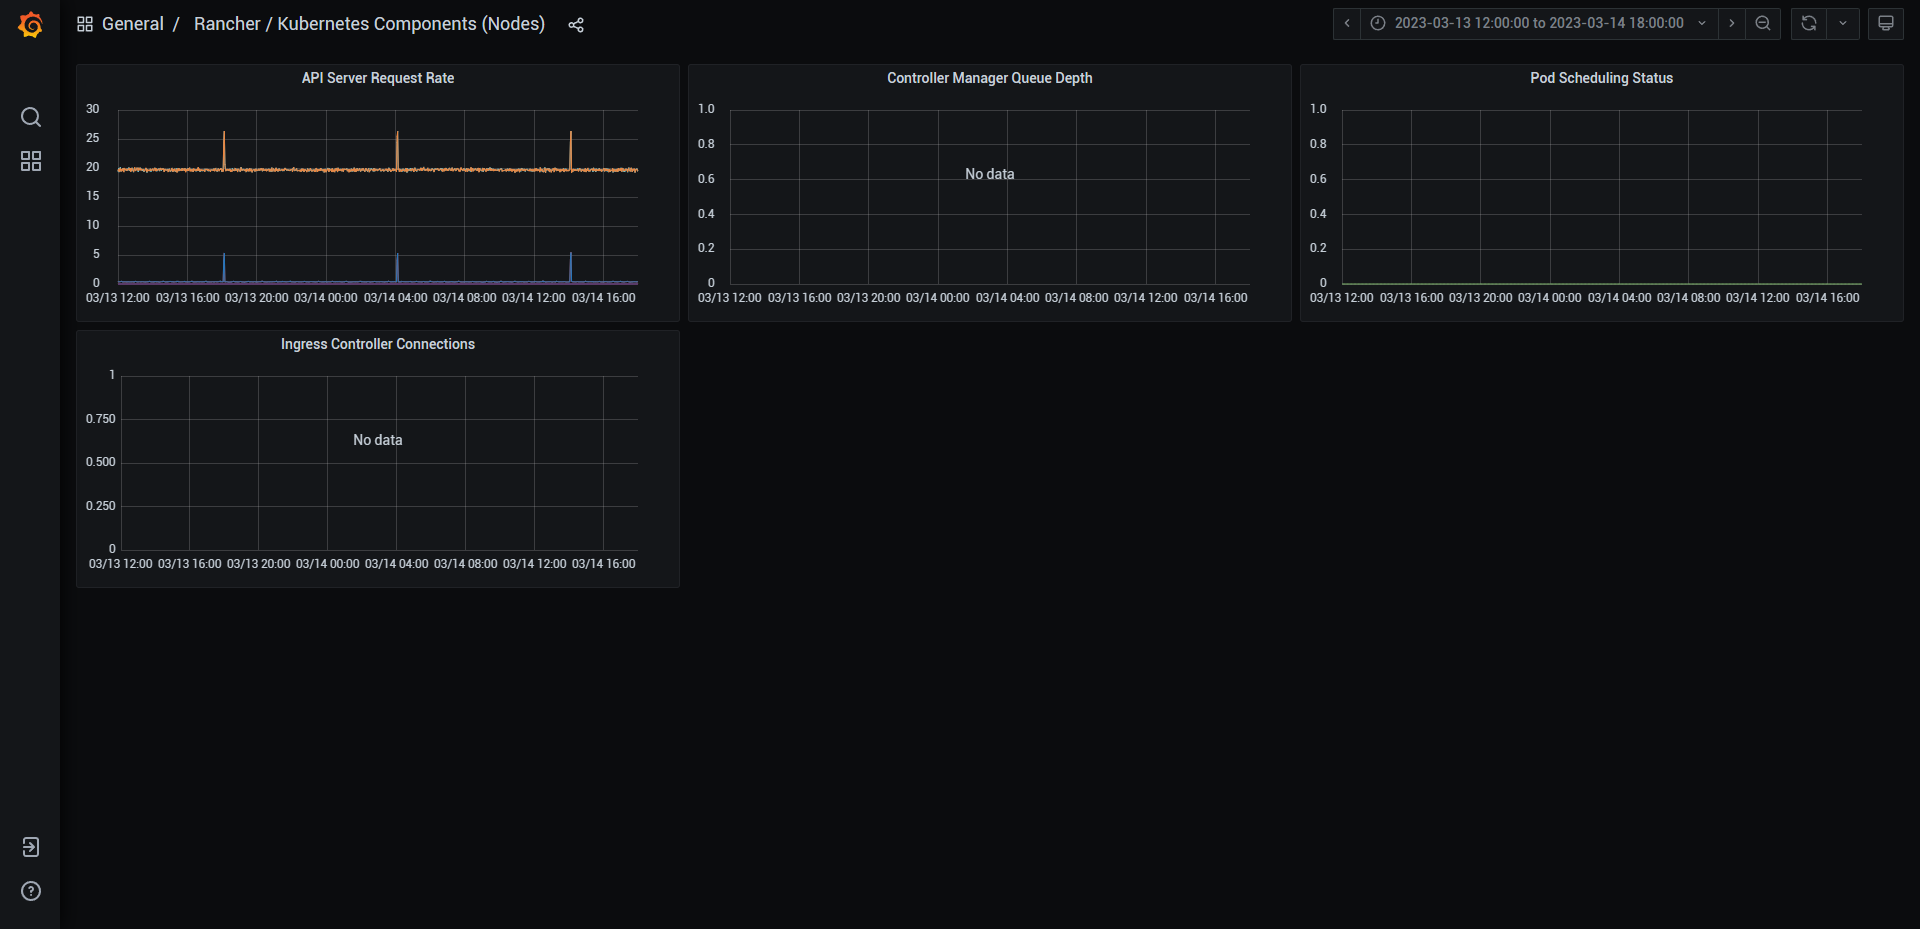 General / Rancher / Kubernetes Components (Nodes)
2023-03-13 12:00:00 to 2023-03-14 18:00:00
API Server Request Rate
30
25
20
15
10
5
0
03/13 12:00 03/13 16:00 03/13 20:00 03/14 00:00 03/14 04:00 03/14 08:00 03/14 12:00 03/14 16:00
Controller Manager Queue Depth
1.0
0.8
No data
0.6
0.4
0.2
0
03/13 12:00 03/13 16:00 03/13 20:00 03/14 00:00 03/14 04:00 03/14 08:00 03/14 12:00 03/14 16:00
Pod Scheduling Status
1.0
0.8
0.6
0.4
0.2
0
03/13 12:00 03/13 16:00 03/13 20:00 03/14 00:00 03/14 04:00 03/14 08:00 03/14 12:00 03/14 16:00
Ingress Controller Connections
1
0.750
No data
0.500
0.250
0
03/13 12:00 03/13 16:00 03/13 20:00 03/14 00:00 03/14 04:00 03/14 08:00 03/14 12:00 03/14 16:00